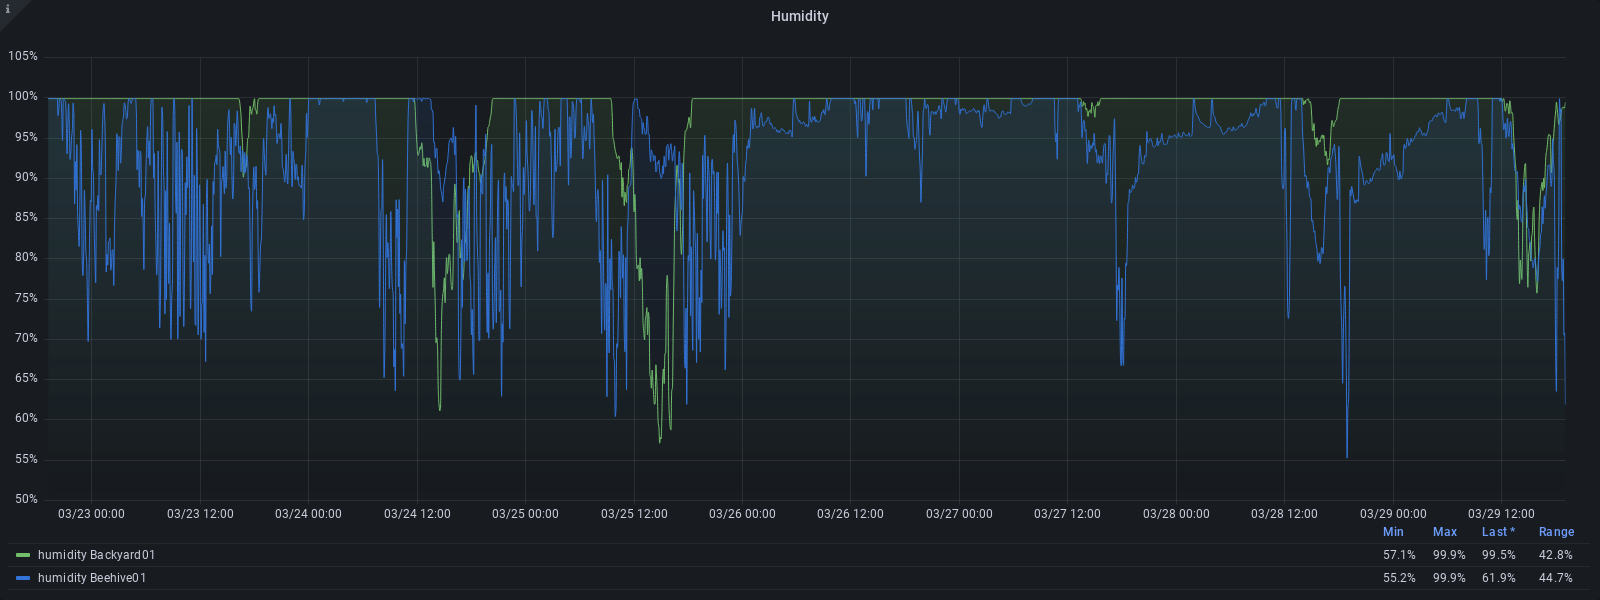 i
Humidity
105%
100%
95%
90%
85%
80%
75%
70%
65%
60%
55%
50%
03/23 00:00 03/23 12:00 03/24 00:00 03/24 12:00 03/25 00:00 03/25 12:00 03/26 00:00 03/26 12:00 03/27 00:00 03/27 12:00 03/28 00:00 03/28 12:00 03/29 00:00 03/29 12:00
Min Max Last * Range
humidity Backyard01 57.1% 99.9% 99.5% 42.8%
humidity Beehive01 55.2% 99.9% 61.9% 44.7%